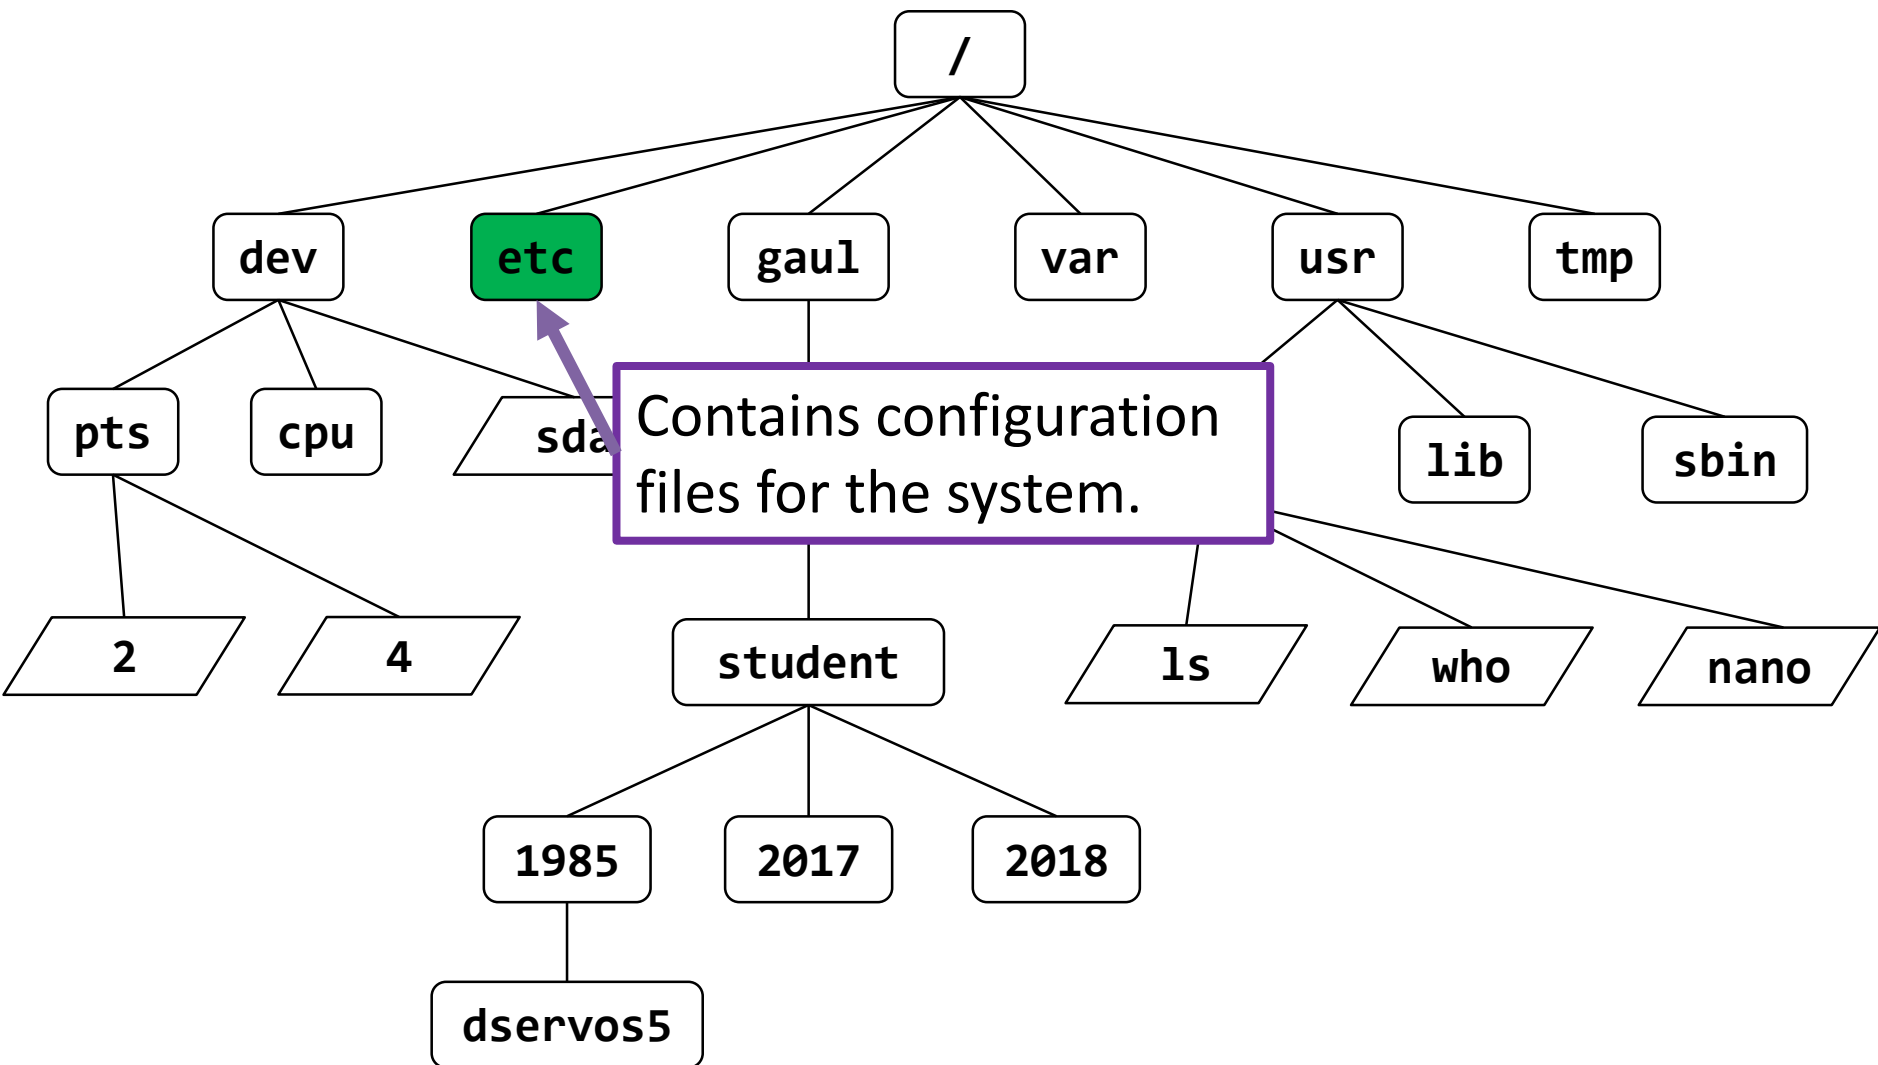 /
dev
etc
gaul
var
usr
tmp
pts
cpu
sda
Contains configuration
files for the system.
lib
sbin
2
4
student
ls
who
nano
1985
2017
2018
dservos5